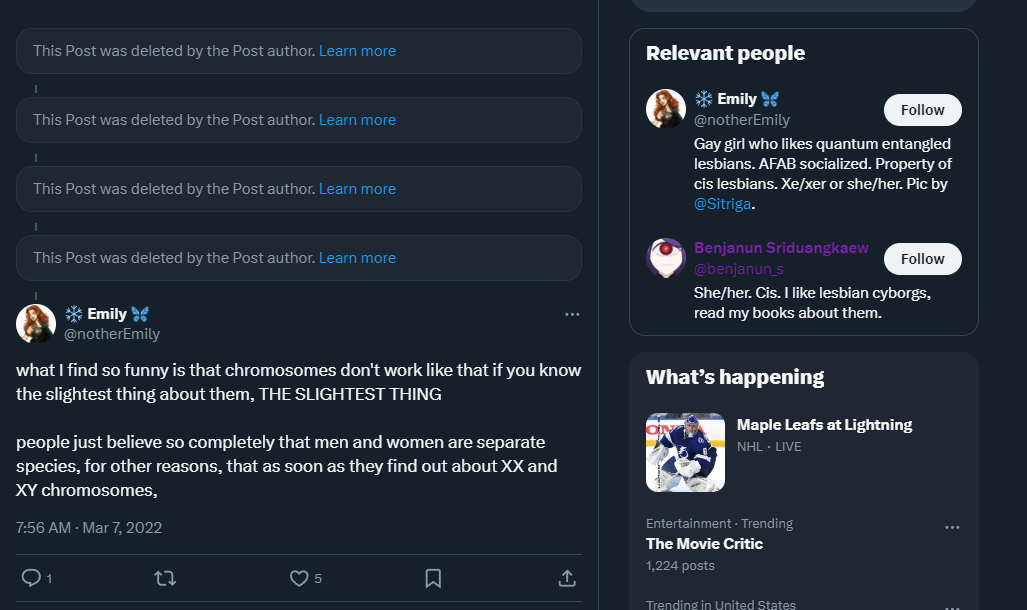 This Post was deleted by the Post author. Learn more
This Post was deleted by the Post author. Learn more
This Post was deleted by the Post author. Learn more
This Post was deleted by the Post author. Learn more
❄️ Emily 🦋
@notherEmily
what I find so funny is that chromosomes don't work like that if you know
the slightest thing about them, THE SLIGHTEST THING
people just believe so completely that men and women are separate
species, for other reasons, that as soon as they find out about XX and
XY chromosomes,
7:56 AM · Mar 7, 2022
1
5
Relevant people
❄️ Emily 🦋
@notherEmily
Follow
Gay girl who likes quantum entangled
lesbians. AFAB socialized. Property of
cis lesbians. Xe/xer or she/her. Pic by
@Sitriga.
Benjanun Sriduangkaew
@benjanun_s
Follow
She/her. Cis. I like lesbian cyborgs,
read my books about them.
What's happening
Maple Leafs at Lightning
NHL · LIVE
Entertainment · Trending
The Movie Critic
1,224 posts
Trending in United States